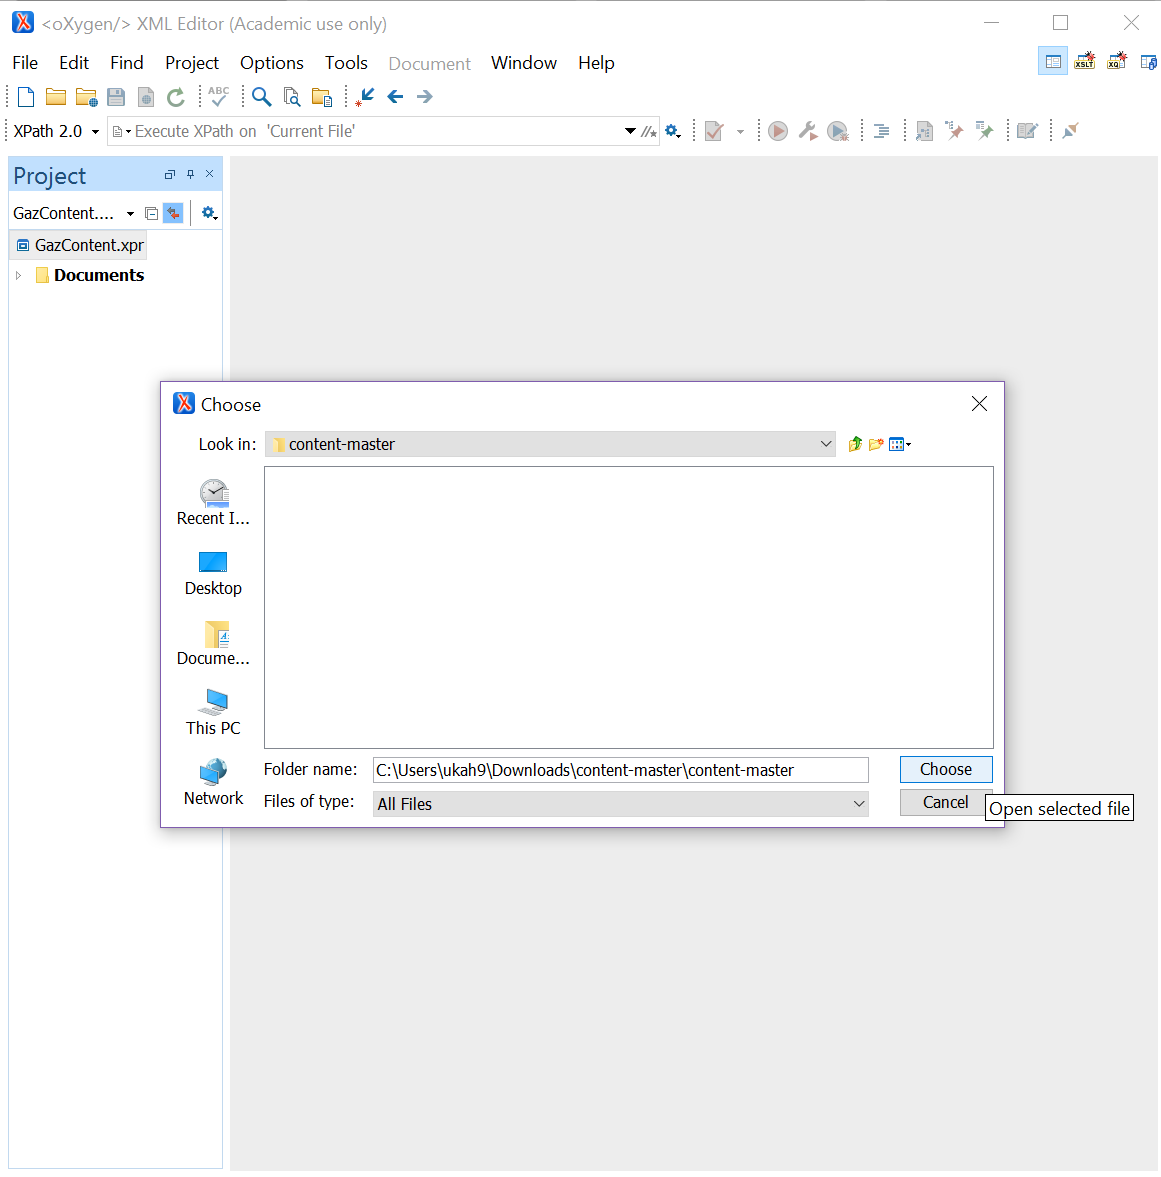 <oXygen/> XML Editor (Academic use only)
File Edit Find Project Options Tools Document Window Help
XSLT XQ
ABC
XPath 2.0 Execute XPath on 'Current File'
Project
GazContent....
GazContent.xpr
Documents
Choose
Look in: content-master
Recent I...
Desktop
Docume...
This PC
Network
Folder name: C:\Users\ukah9\Downloads\content-master\content-master
Choose
Files of type: All Files
Cancel
Open selected file